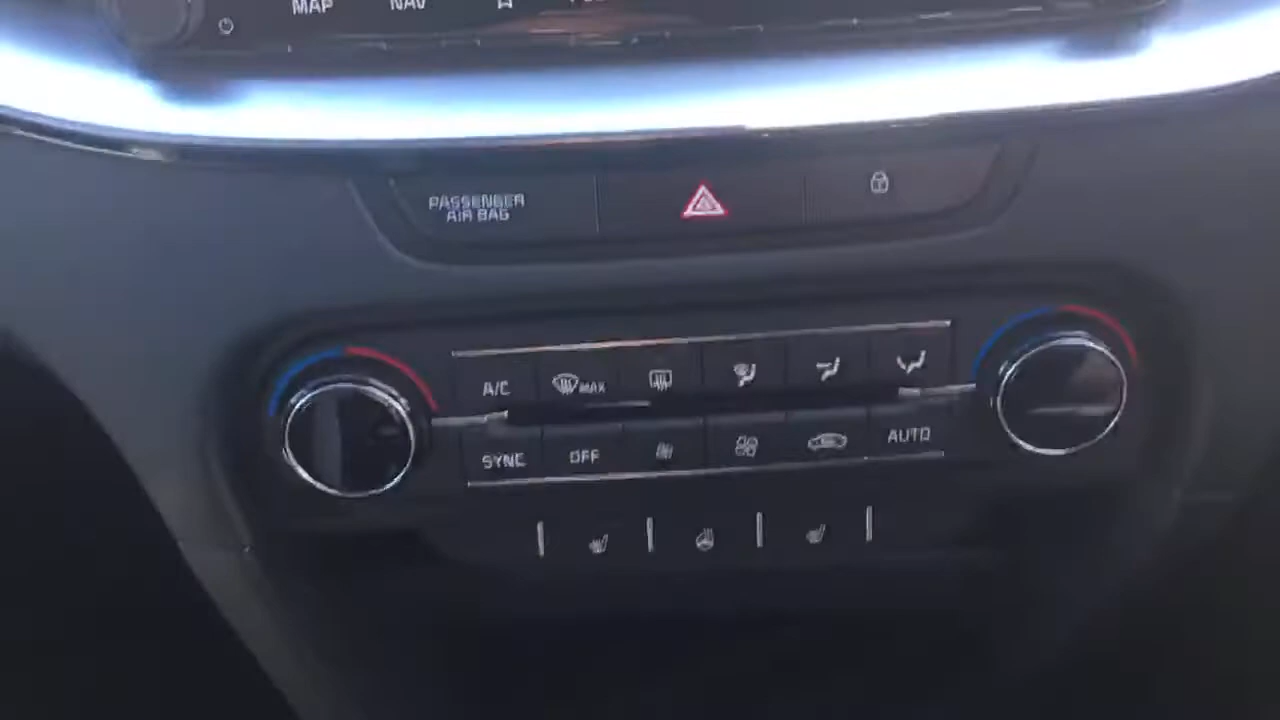 MAP NAV
PASSENGER
AIR BAG
A/C MAX
SYNC OFF AUTO